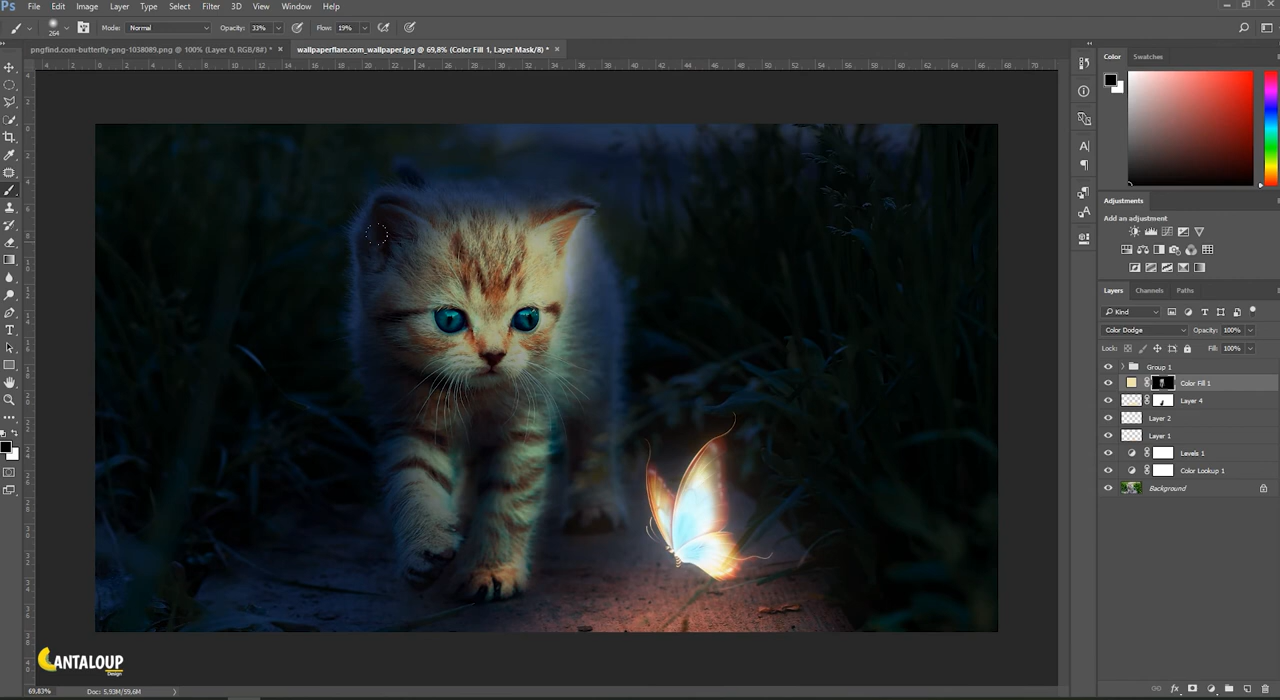 Ps File Edit Image Layer Type Select Filter 3D View Window Help
264 Mode: Normal Opacity: 33% Flow: 19%
pngfind.com-butterfly-png-1038089.png @ 100% (Layer 0, RGB/8#) * × wallpaperflare.com_wallpaper.jpg @ 69,8% (Color Fill 1, Layer Mask/8) * ×
Color Swatches
Adjustments
Add an adjustment
Layers Channels Paths
Kind
Color Dodge Opacity: 100%
Lock: Fill: 100%
Group 1
Color Fill 1
Layer 4
Layer 2
Layer 1
Levels 1
Color Lookup 1
Background
CANTALOUP
Design
69,83% Doc: 5,93M/59,6M